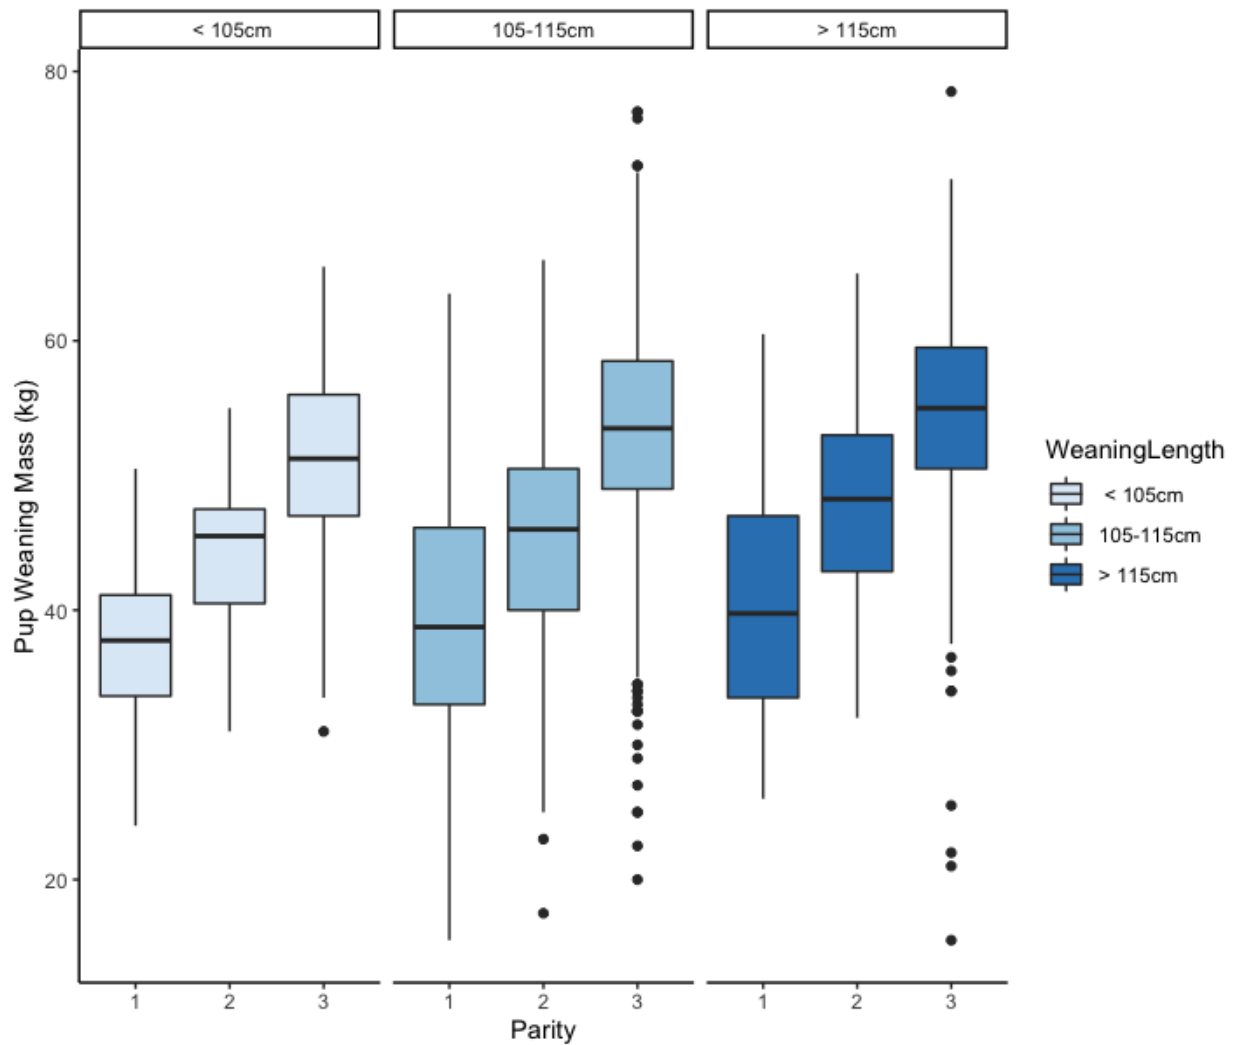 < 105cm
105-115cm
> 115cm
80
60
40
20
Pup Weaning Mass (kg)
1 2 3
1 2 3
1 2 3
Parity
WeaningLength
< 105cm
105-115cm
> 115cm